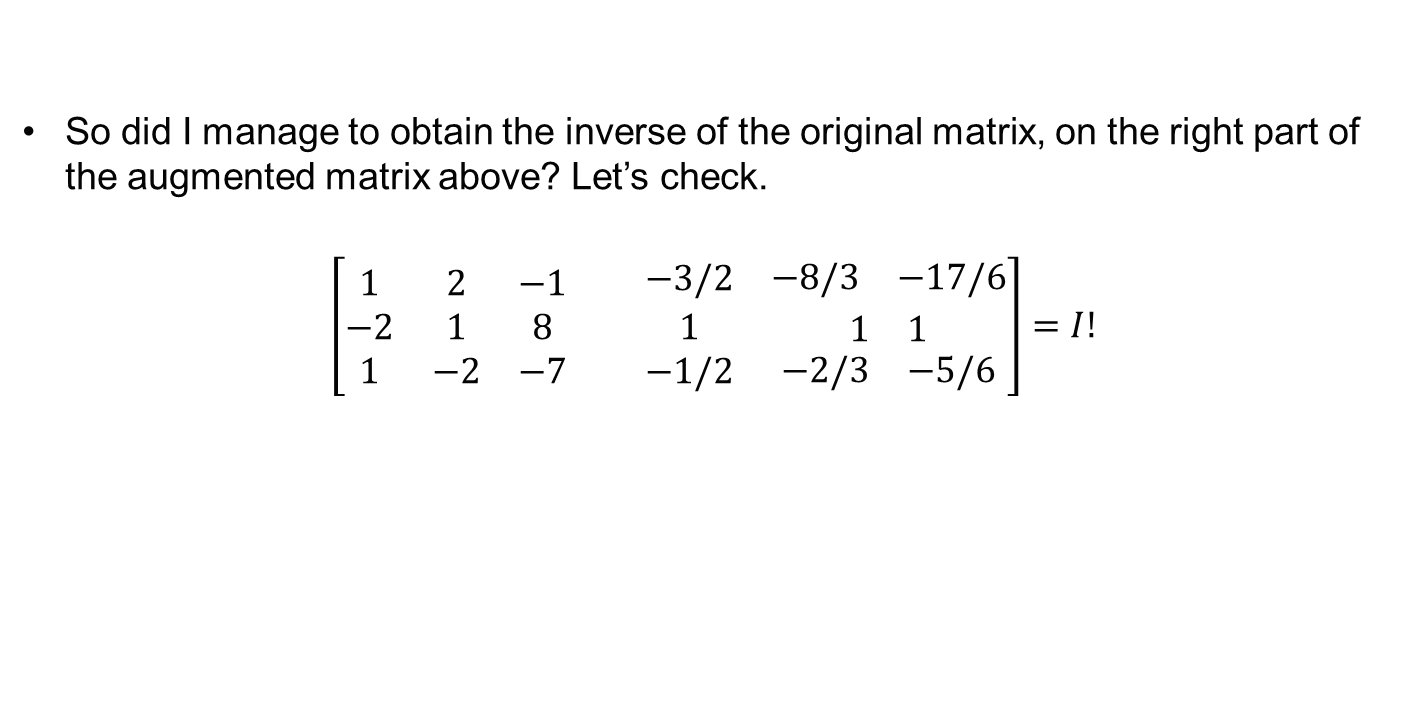 • So did I manage to obtain the inverse of the original matrix, on the right part of
the augmented matrix above? Let’s check.
1 2 −1 −3/2 −8/3 −17/6
−2 1 8 1 1 1 = I!
1 −2 −7 −1/2 −2/3 −5/6